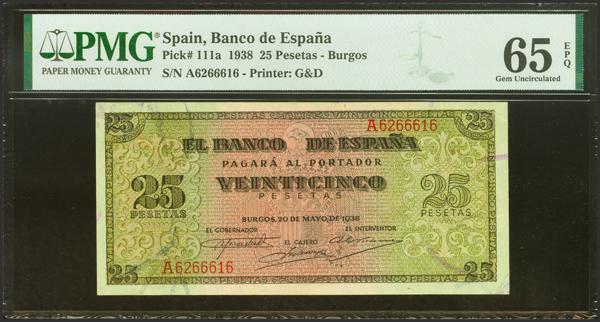 PMG
PAPER MONEY GUARANTY
Spain, Banco de España
Pick# 111a 1938 25 Pesetas - Burgos
S/N A6266616 - Printer: G&D
65 EPQ
Gem Uncirculated
25
25
A6266616
EL BANCO DE ESPAÑA
PAGARÁ AL PORTADOR
VEINTICINCO
PESETAS
25
PESETAS
25
PESETAS
BURGOS, 20 DE MAYO DE 1938
EL GOBERNADOR
EL CAJERO
EL INTERVENTOR
A6266616
25
25